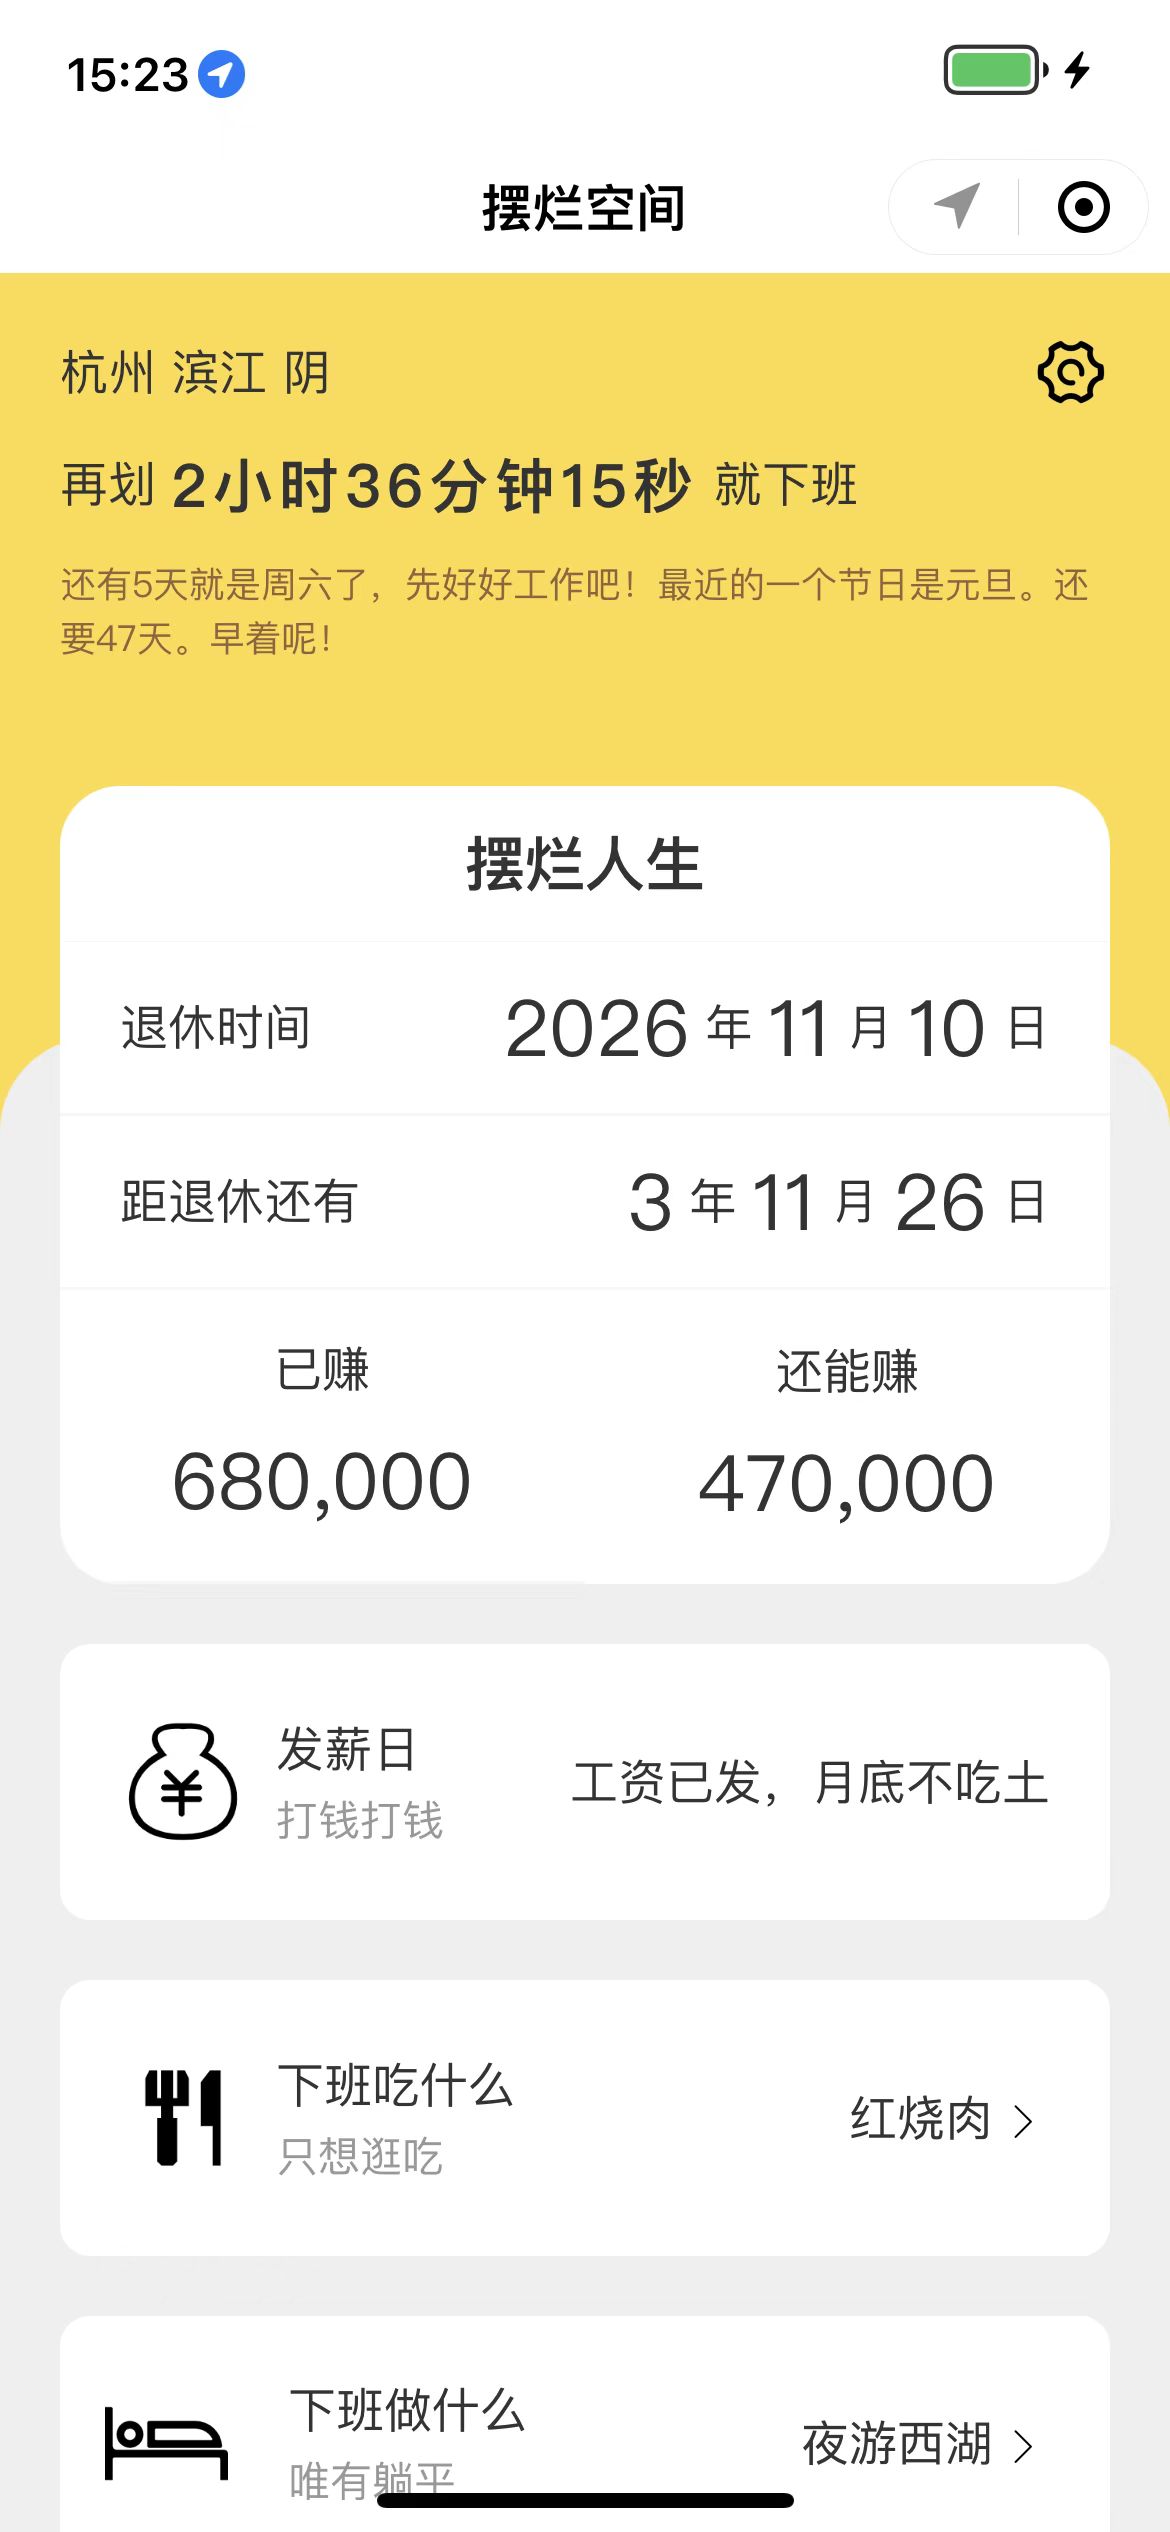 15:23
摆烂空间
杭州 滨江 阴
再划 2小时36分钟15秒 就下班
还有5天就是周六了，先好好工作吧！最近的一个节日是元旦。还
要47天。早着呢！
摆烂人生
退休时间 2026 年 11 月 10 日
距退休还有 3 年 11 月 26 日
已赚 还能赚
680,000 470,000
发薪日
打钱打钱
工资已发，月底不吃土
下班吃什么
只想逛吃
红烧肉
下班做什么
唯有躺平
夜游西湖